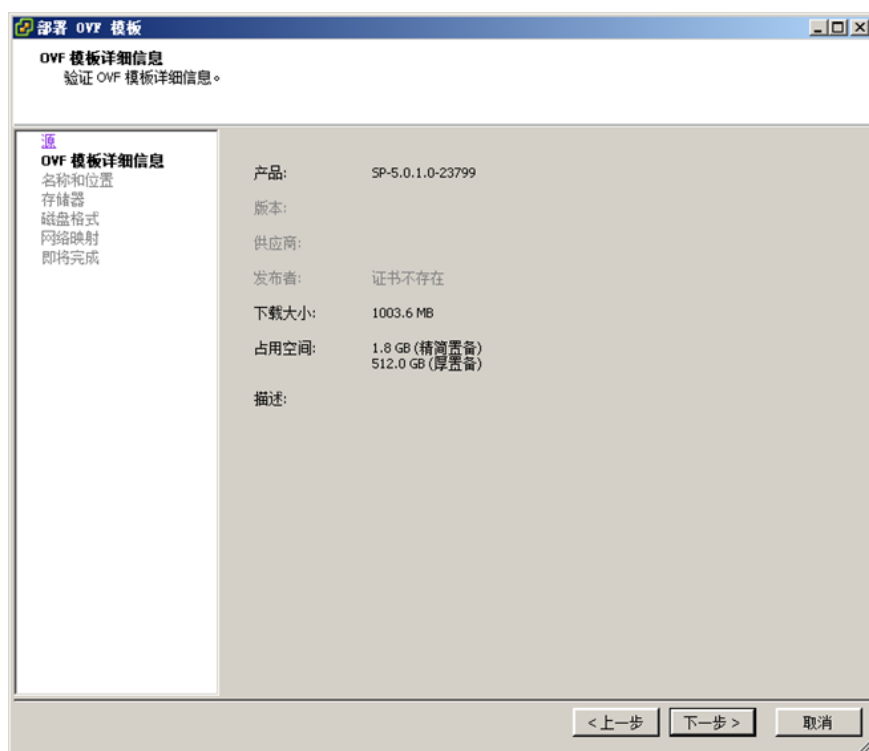 部署 OVF 模板
OVF 模板详细信息
验证 OVF 模板详细信息。
源
OVF 模板详细信息
名称和位置
存储器
磁盘格式
网络映射
即将完成
产品: SP-5.0.1.0-23799
版本:
供应商:
发布者: 证书不存在
下载大小: 1003.6 MB
占用空间: 1.8 GB (精简置备)
512.0 GB (厚置备)
描述:
<上一步 下一步 > 取消